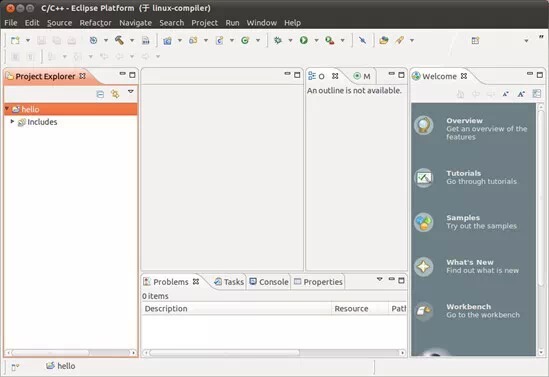 C/C++ - Eclipse Platform (于 linux-compiler)
File Edit Source Refactor Navigate Search Project Run Window Help
Project Explorer
hello
Includes
O
M
An outline is not available.
Welcome
Overview
Get an overview of the
features
Tutorials
Go through tutorials
Samples
Try out the samples
What's New
Find out what is new
Workbench
Go to the workbench
Problems Tasks Console Properties
0 items
Description Resource Path
hello